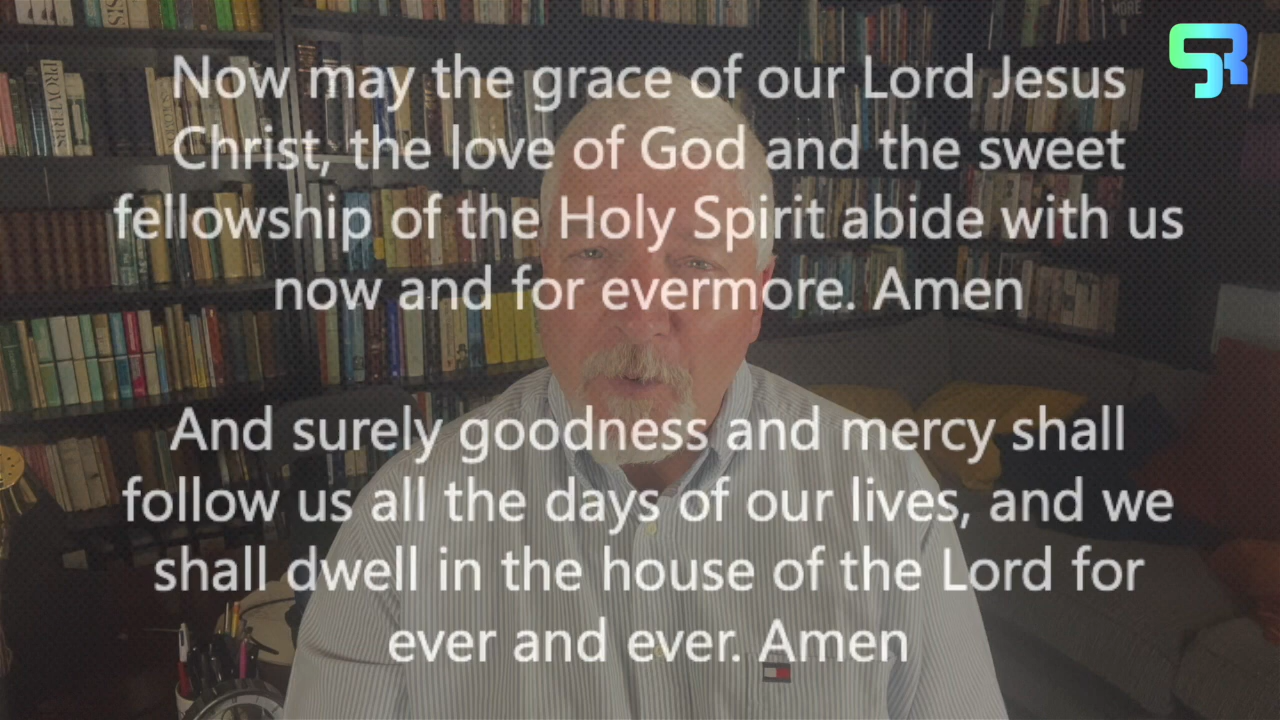 Now may the grace of our Lord Jesus
Christ, the love of God and the sweet
fellowship of the Holy Spirit abide with us
now and for evermore. Amen
And surely goodness and mercy shall
follow us all the days of our lives, and we
shall dwell in the house of the Lord for
ever and ever. Amen
SR
PROVERBS
MORE